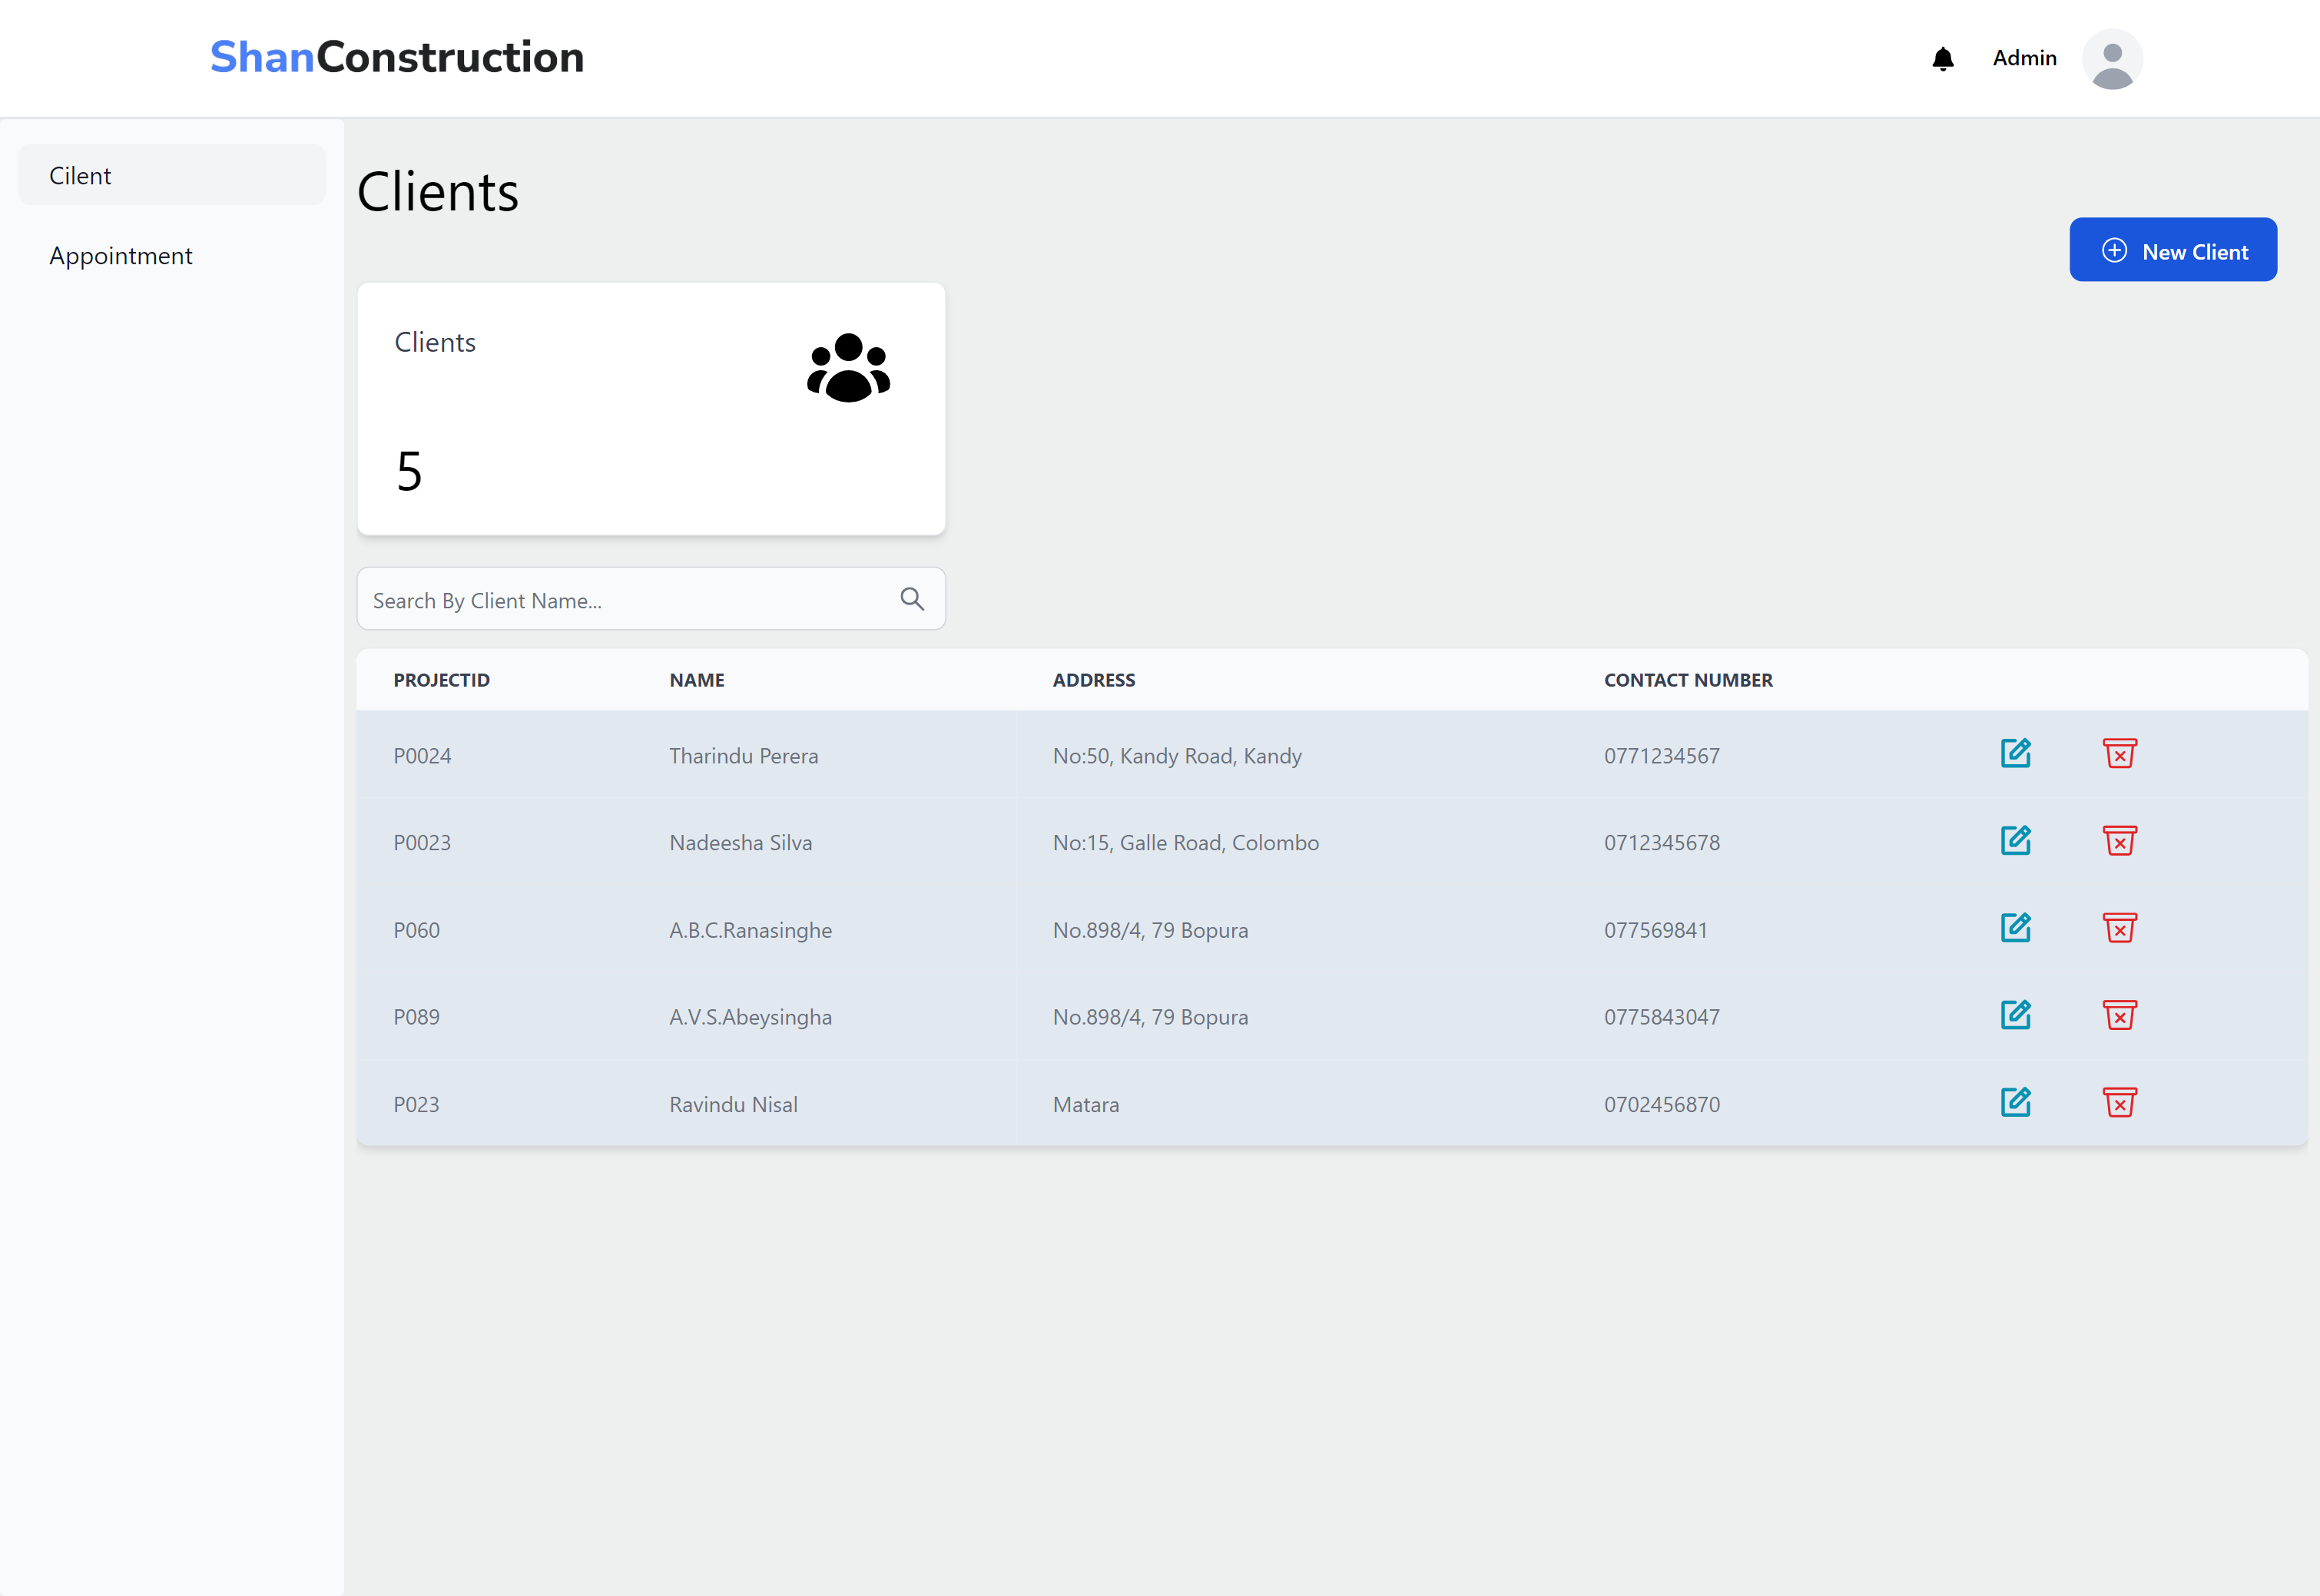 ShanConstruction
Admin
Cilent
Appointment
Clients
New Client
Clients
5
Search By Client Name...
PROJECTID NAME ADDRESS CONTACT NUMBER
P0024 Tharindu Perera No:50, Kandy Road, Kandy 0771234567
P0023 Nadeesha Silva No:15, Galle Road, Colombo 0712345678
P060 A.B.C.Ranasinghe No.898/4, 79 Bopura 077569841
P089 A.V.S.Abeysingha No.898/4, 79 Bopura 0775843047
P023 Ravindu Nisal Matara 0702456870